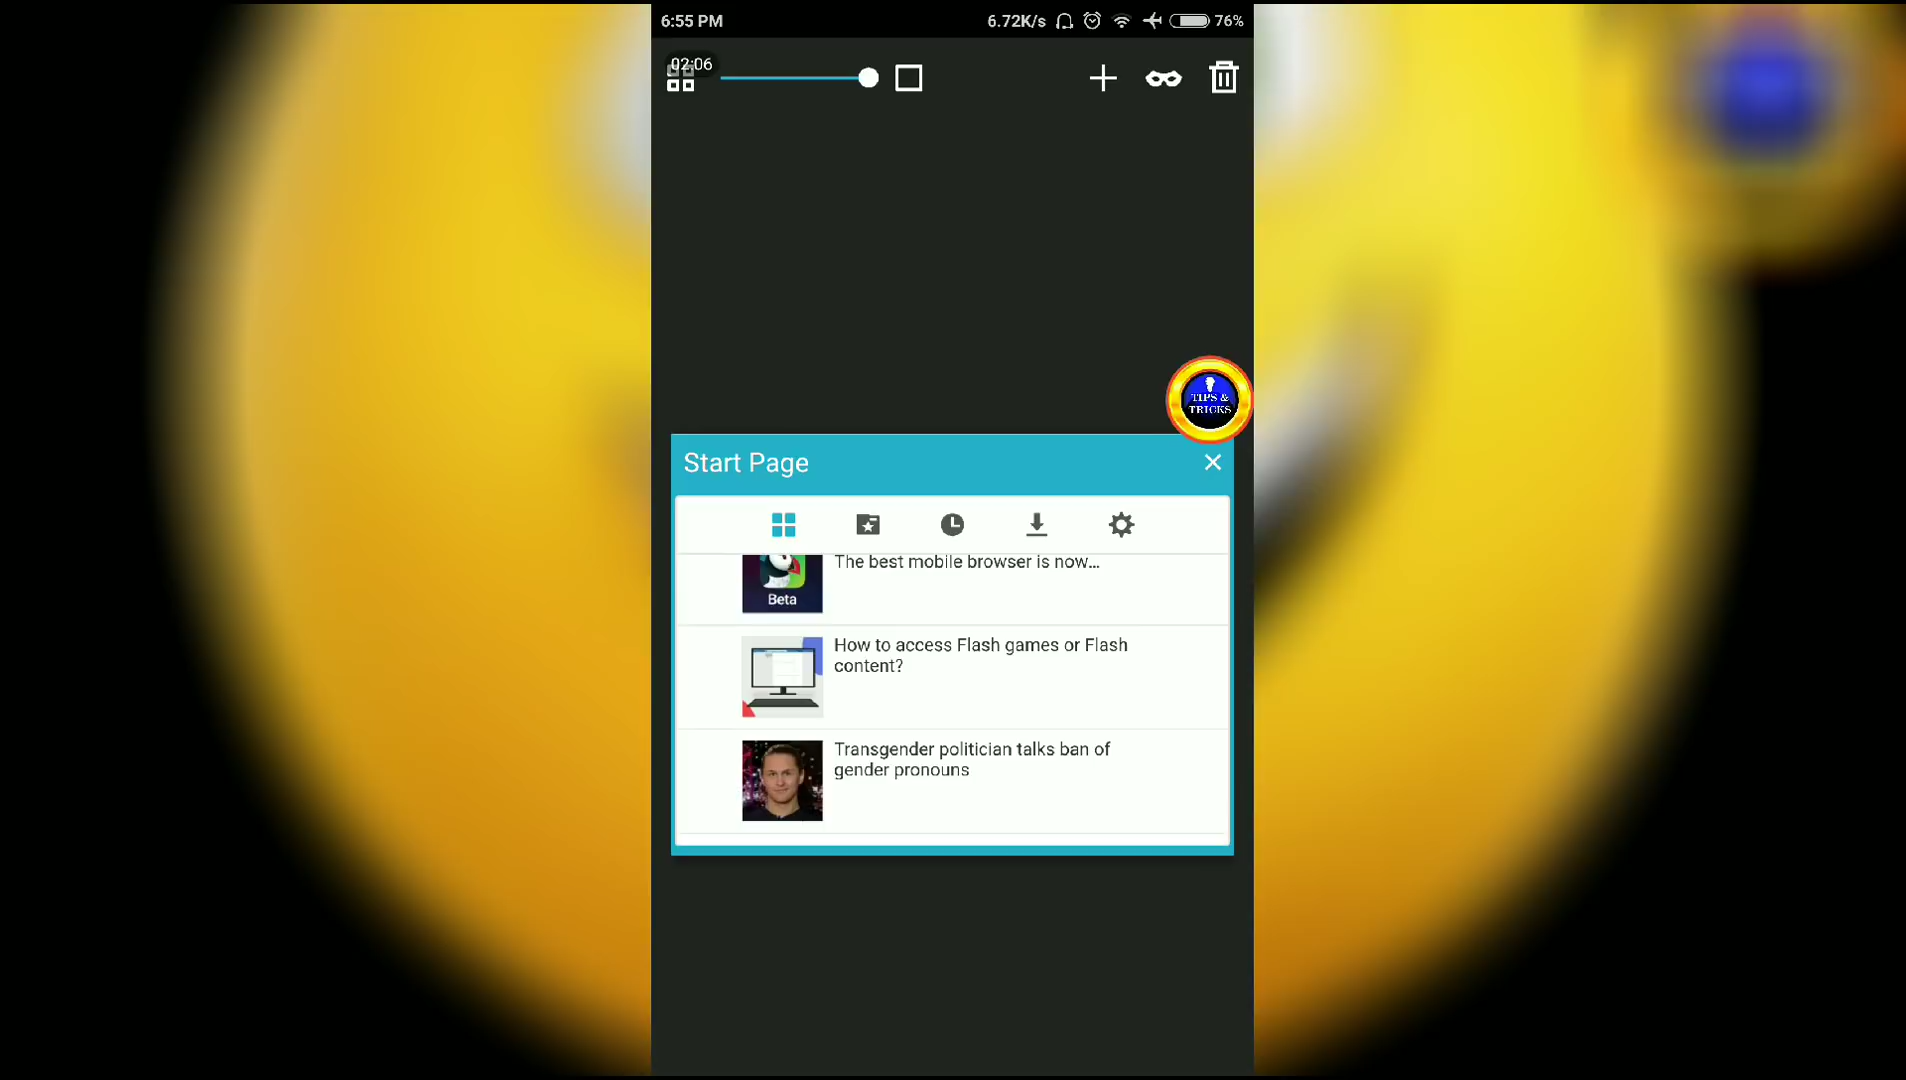 6:55 PM
6.72K/s
76%
02:06
TIPS &
TRICKS
Start Page
The best mobile browser is now...
Beta
How to access Flash games or Flash
content?
Transgender politician talks ban of
gender pronouns